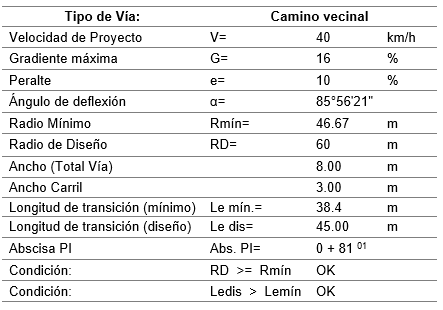 Tipo de Vía: Camino vecinal
Velocidad de Proyecto V= 40 km/h
Gradiente máxima G= 16 %
Peralte e= 10 %
Ángulo de deflexión α= 85°56'21"
Radio Mínimo Rmín= 46.67 m
Radio de Diseño RD= 60 m
Ancho (Total Vía) 8.00 m
Ancho Carril 3.00 m
Longitud de transición (mínimo) Le mín.= 38.4 m
Longitud de transición (diseño) Le dis= 45.00 m
Abscisa PI Abs. PI= 0 + 81 01
Condición: RD >= Rmín OK
Condición: Ledis > Lemín OK